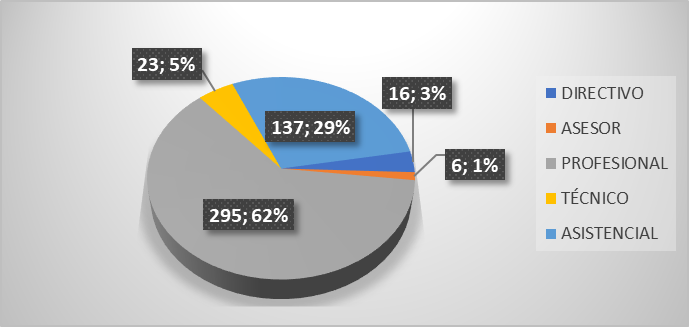 23; 5%
16; 3%
137; 29%
6; 1%
295; 62%
DIRECTIVO
ASESOR
PROFESIONAL
TÉCNICO
ASISTENCIAL